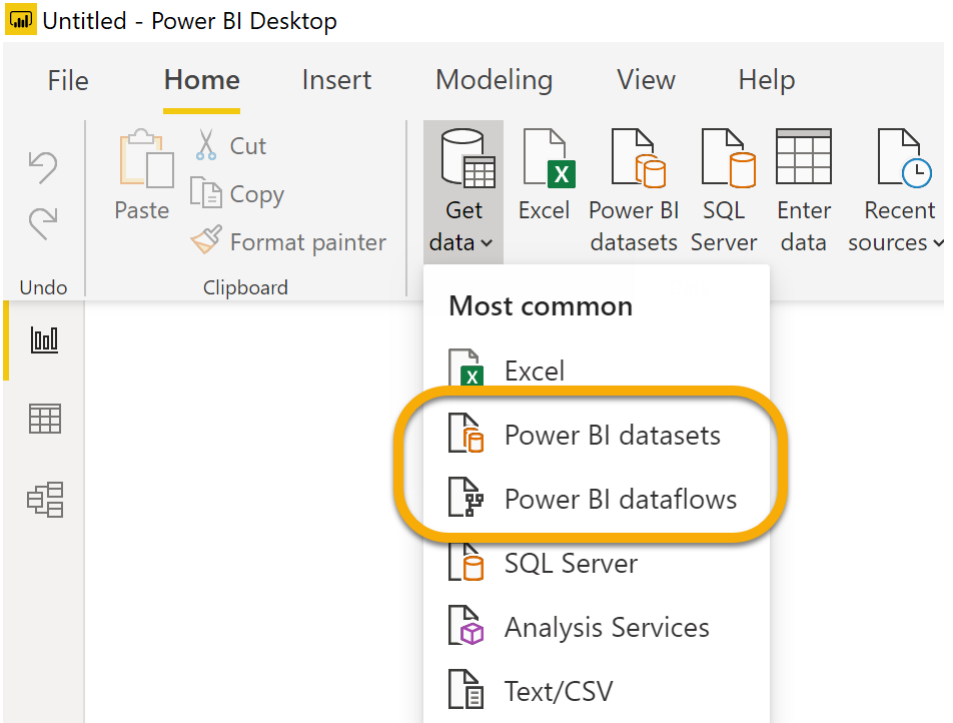 Untitled - Power BI Desktop
File Home Insert Modeling View Help
Cut
Copy
Paste
Format painter
Undo
Clipboard
Get data
Excel
Power BI datasets
SQL Server
Enter data
Recent sources
Most common
Excel
Power BI datasets
Power BI dataflows
SQL Server
Analysis Services
Text/CSV